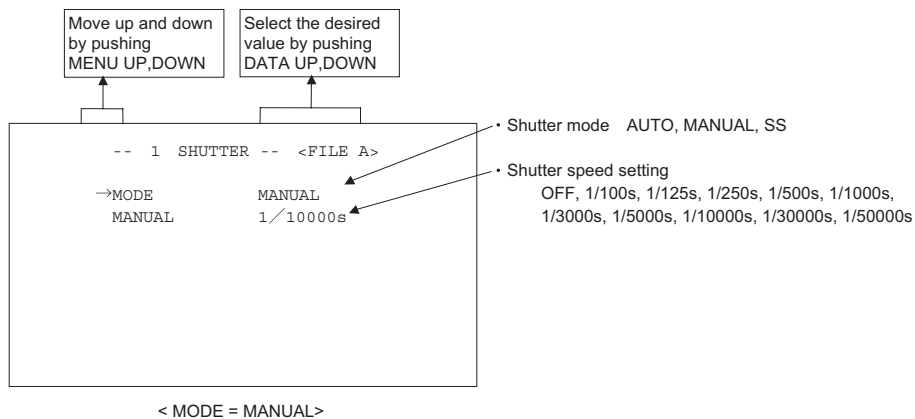 Move up and down
by pushing
MENU UP,DOWN
Select the desired
value by pushing
DATA UP,DOWN
-- 1 SHUTTER -- <FILE A>
→MODE MANUAL
MANUAL 1／10000s
• Shutter mode AUTO, MANUAL, SS
• Shutter speed setting
OFF, 1/100s, 1/125s, 1/250s, 1/500s, 1/1000s,
1/3000s, 1/5000s, 1/10000s, 1/30000s, 1/50000s
< MODE = MANUAL>